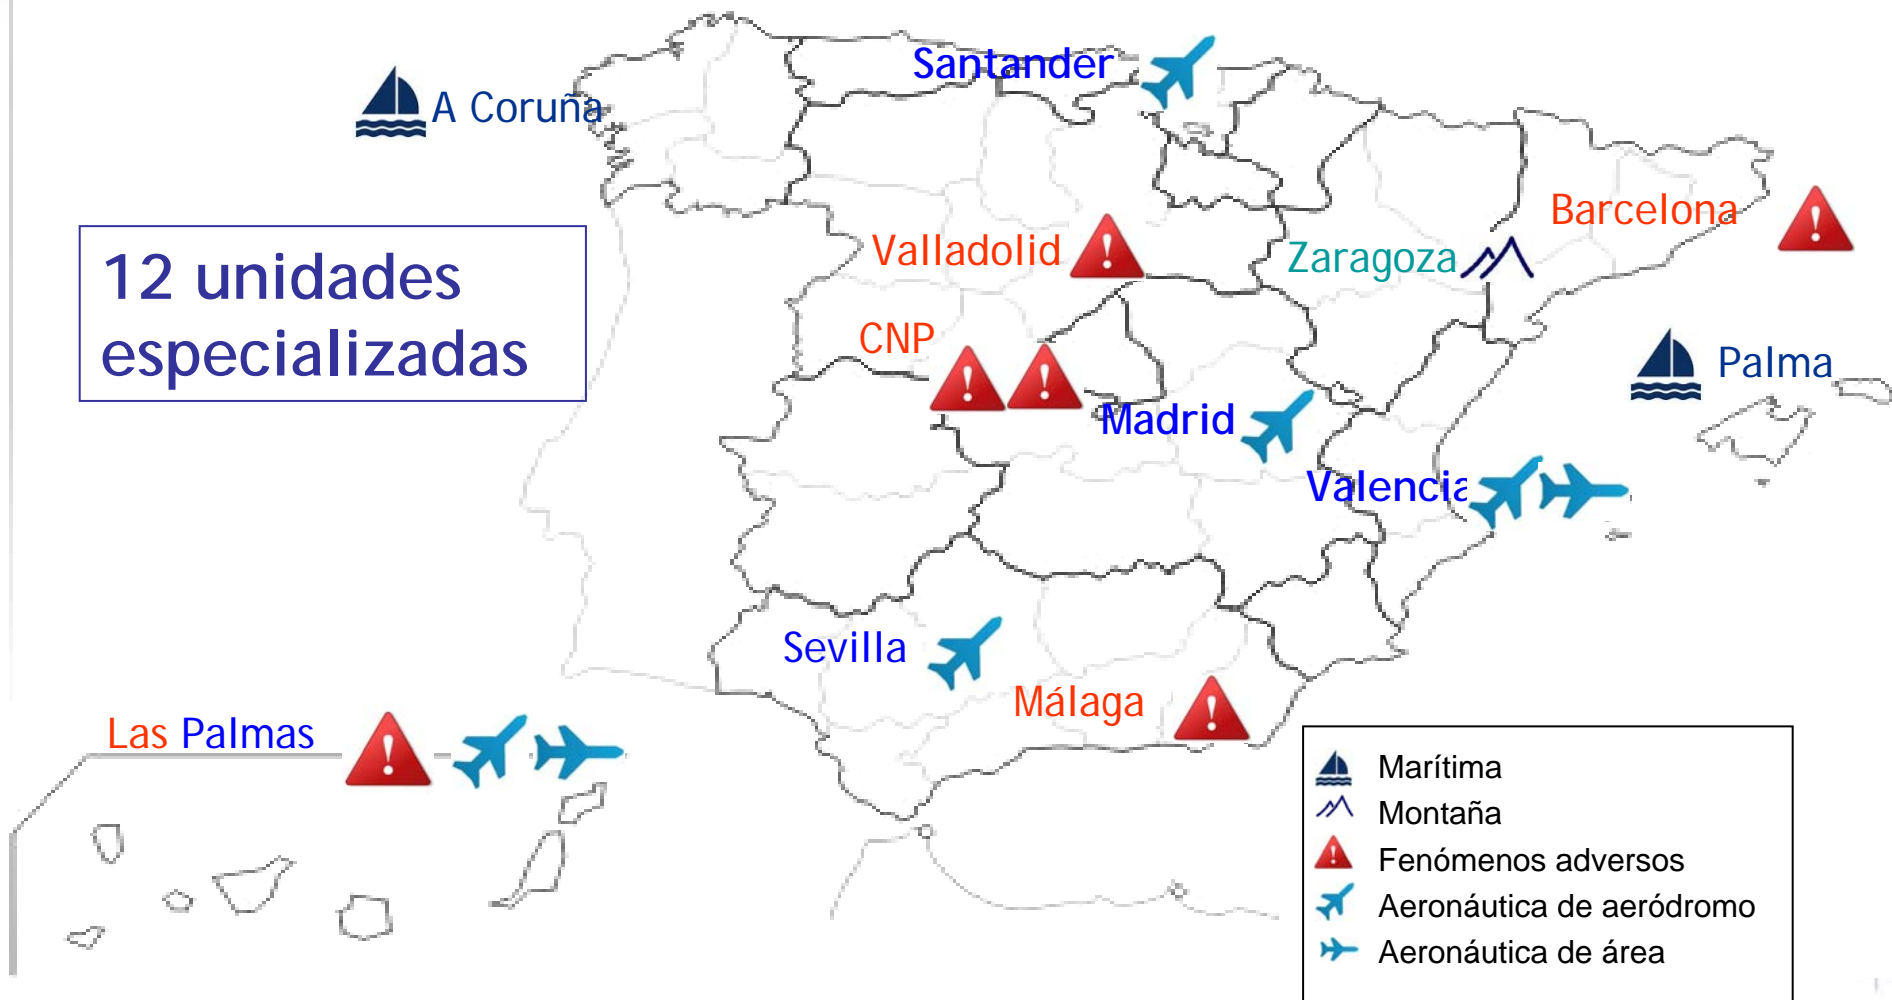 Santander
A Coruña
Barcelona
Valladolid
Zaragoza
12 unidades
especializadas
CNP
Palma
Madrid
Valencia
Sevilla
Málaga
Las Palmas
Marítima
Montaña
Fenómenos adversos
Aeronáutica de aeródromo
Aeronáutica de área